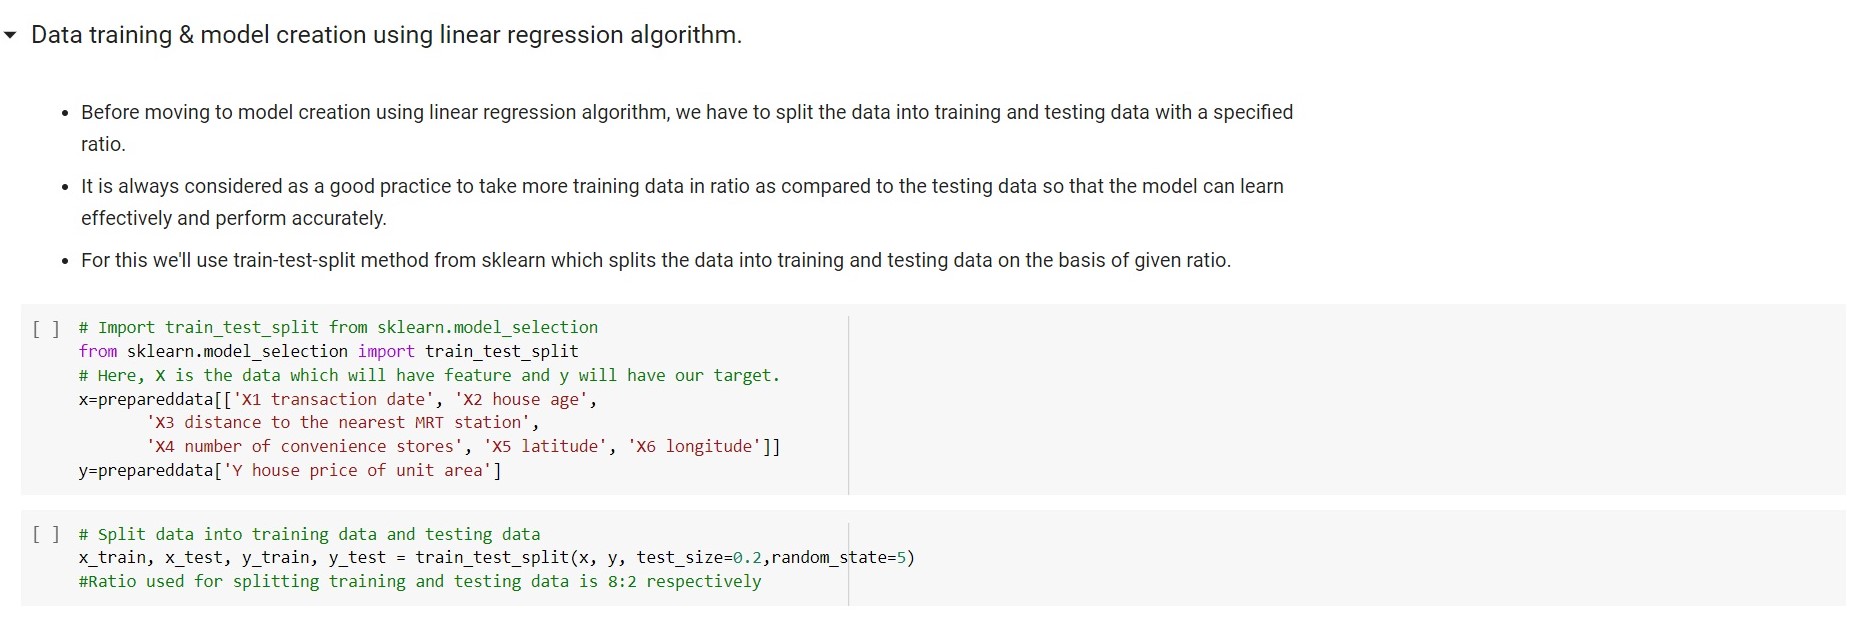 Data training & model creation using linear regression algorithm.
• Before moving to model creation using linear regression algorithm, we have to split the data into training and testing data with a specified
ratio.
• It is always considered as a good practice to take more training data in ratio as compared to the testing data so that the model can learn
effectively and perform accurately.
• For this we'll use train-test-split method from sklearn which splits the data into training and testing data on the basis of given ratio.
[ ] # Import train_test_split from sklearn.model_selection
from sklearn.model_selection import train_test_split
# Here, X is the data which will have feature and y will have our target.
x=prepareddata[['X1 transaction date', 'X2 house age',
'X3 distance to the nearest MRT station',
'X4 number of convenience stores', 'X5 latitude', 'X6 longitude']]
y=prepareddata['Y house price of unit area']
[ ] # Split data into training data and testing data
x_train, x_test, y_train, y_test = train_test_split(x, y, test_size=0.2,random_state=5)
#Ratio used for splitting training and testing data is 8:2 respectively